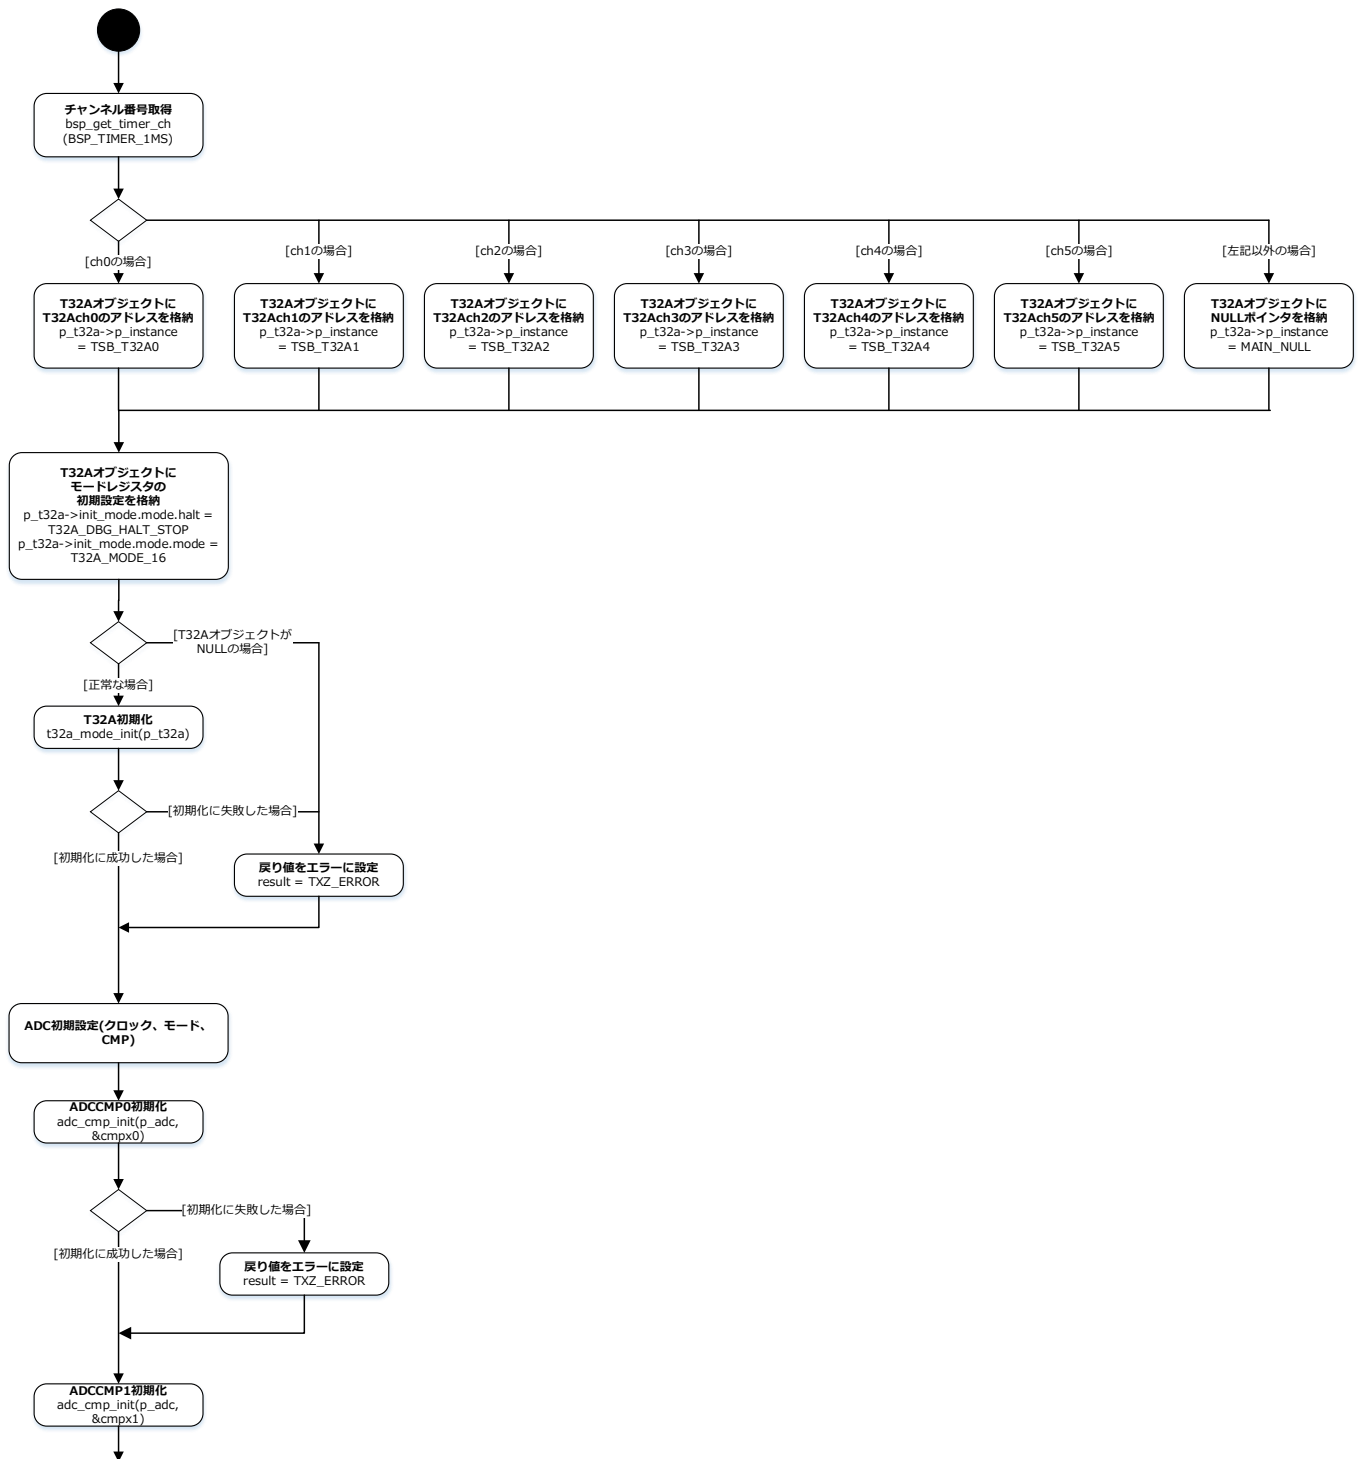 チャンネル番号取得
bsp_get_timer_ch
(BSP_TIMER_1MS)
[ch0の場合]
[ch1の場合]
[ch2の場合]
[ch3の場合]
[ch4の場合]
[ch5の場合]
[左記以外の場合]
T32Aオブジェクトに
T32Ach0のアドレスを格納
p_t32a->p_instance
= TSB_T32A0
T32Aオブジェクトに
T32Ach1のアドレスを格納
p_t32a->p_instance
= TSB_T32A1
T32Aオブジェクトに
T32Ach2のアドレスを格納
p_t32a->p_instance
= TSB_T32A2
T32Aオブジェクトに
T32Ach3のアドレスを格納
p_t32a->p_instance
= TSB_T32A3
T32Aオブジェクトに
T32Ach4のアドレスを格納
p_t32a->p_instance
= TSB_T32A4
T32Aオブジェクトに
T32Ach5のアドレスを格納
p_t32a->p_instance
= TSB_T32A5
T32Aオブジェクトに
NULLポインタを格納
p_t32a->p_instance
= MAIN_NULL
T32Aオブジェクトに
モードレジスタの
初期設定を格納
p_t32a->init_mode.mode.halt =
T32A_DBG_HALT_STOP
p_t32a->init_mode.mode.mode =
T32A_MODE_16
[T32Aオブジェクトが
NULLの場合]
[正常な場合]
T32A初期化
t32a_mode_init(p_t32a)
[初期化に失敗した場合]
[初期化に成功した場合]
戻り値をエラーに設定
result = TXZ_ERROR
ADC初期設定(クロック、モード、
CMP)
ADCCMP0初期化
adc_cmp_init(p_adc,
&cmpx0)
[初期化に失敗した場合]
[初期化に成功した場合]
戻り値をエラーに設定
result = TXZ_ERROR
ADCCMP1初期化
adc_cmp_init(p_adc,
&cmpx1)